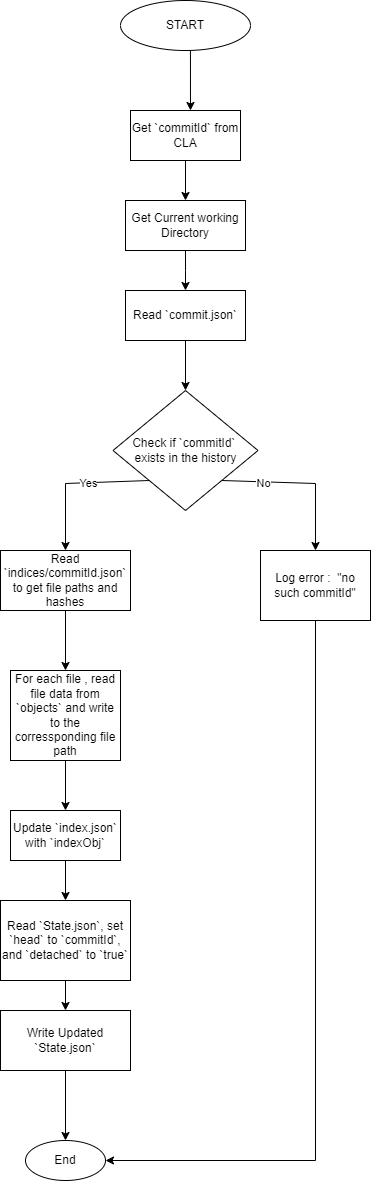 START
Get `commitId` from
CLA
Get Current working
Directory
Read `commit.json`
Check if `commitId`
exists in the history
Yes
No
Read
`indices/commitId.json`
to get file paths and
hashes
Log error :  "no
such commitId"
For each file , read
file data from
`objects` and write
to the
corressponding file
path
Update `index.json`
with `indexObj`
Read `State.json`, set
`head` to `commitId`,
and `detached` to `true`
Write Updated
`State.json`
End